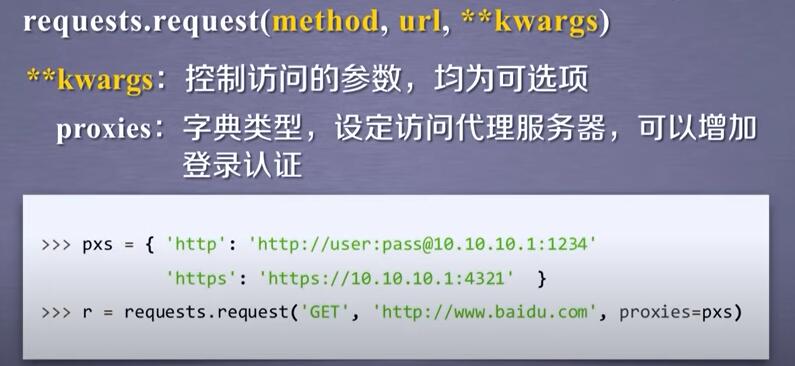 requests.request(method, url, **kwargs)
**kwargs：控制访问的参数，均为可选项
proxies：字典类型，设定访问代理服务器，可以增加
登录认证
>>> pxs = { 'http': 'http://user:pass@10.10.10.1:1234'
'https': 'https://10.10.10.1:4321' }
>>> r = requests.request('GET', 'http://www.baidu.com', proxies=pxs)